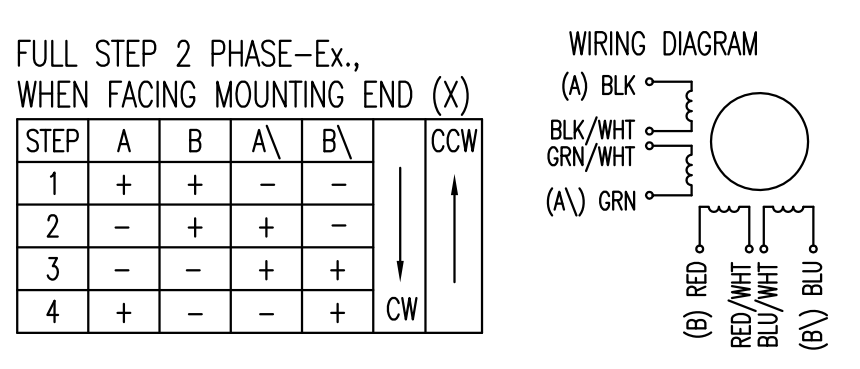 FULL STEP 2 PHASE-Ex.,
WHEN FACING MOUNTING END (X)
STEP A B A\ B\ CCW
1 + + - -
2 - + + -
3 - - + +
4 + - - + CW
WIRING DIAGRAM
(A) BLK
BLK/WHT
GRN/WHT
(A\) GRN
(B) RED
RED/WHT
BLU/WHT
(B\) BLU